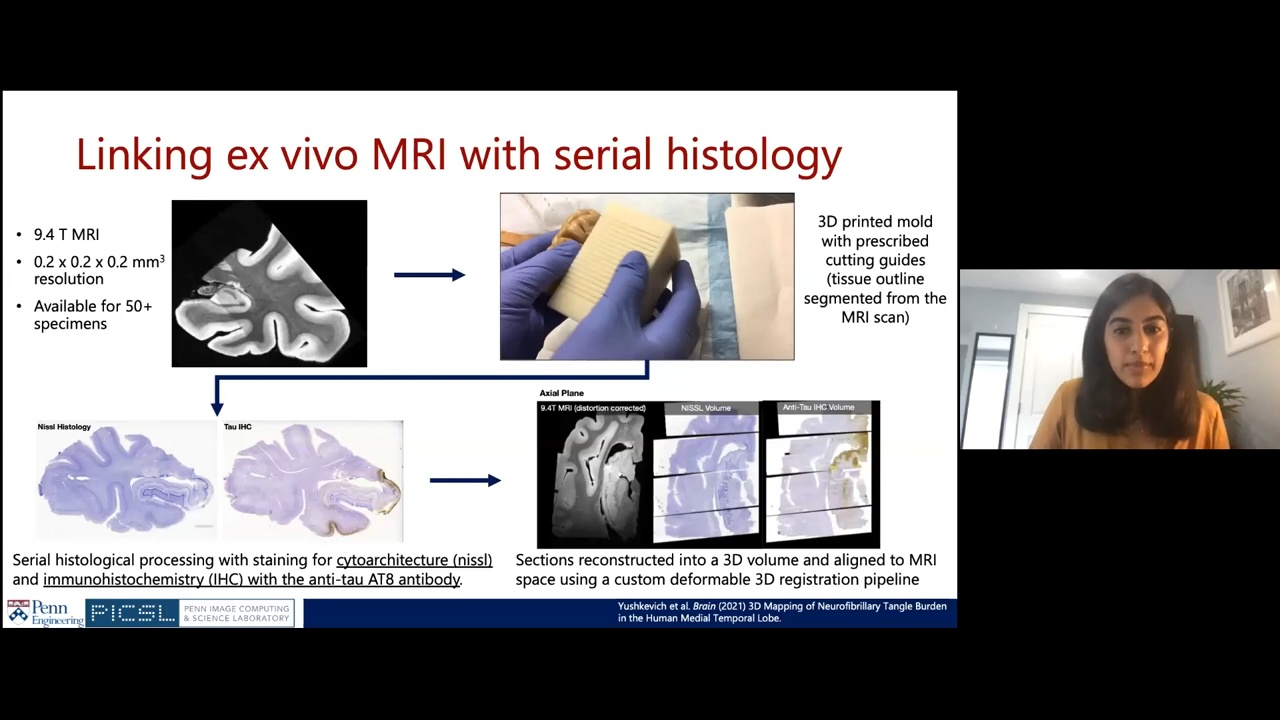 Linking ex vivo MRI with serial histology
• 9.4 T MRI
• 0.2 x 0.2 x 0.2 mm³
resolution
• Available for 50+
specimens
3D printed mold
with prescribed
cutting guides
(tissue outline
segmented from the
MRI scan)
Nissl Histology
Tau IHC
Axial Plane
9.4T MRI (distortion corrected)
NISSL Volume
Anti-Tau IHC Volume
Serial histological processing with staining for cytoarchitecture (nissl)
and immunohistochemistry (IHC) with the anti-tau AT8 antibody.
Sections reconstructed into a 3D volume and aligned to MRI
space using a custom deformable 3D registration pipeline
Penn
Engineering
PICSL
PENN IMAGE COMPUTING
& SCIENCE LABORATORY
Yushkevich et al. Brain (2021) 3D Mapping of Neurofibrillary Tangle Burden
in the Human Medial Temporal Lobe.